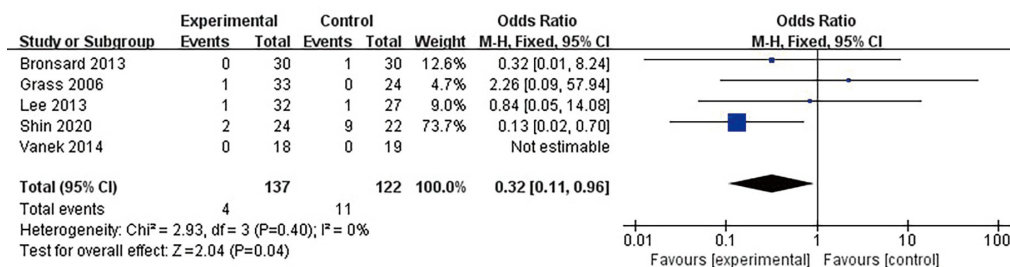 Experimental Control Odds Ratio Odds Ratio
Study or Subgroup Events Total Events Total Weight M-H, Fixed, 95% CI M-H, Fixed, 95% CI
Bronsard 2013 0 30 1 30 12.6% 0.32 [0.01, 8.24]
Grass 2006 1 33 0 24 4.7% 2.26 [0.09, 57.94]
Lee 2013 1 32 1 27 9.0% 0.84 [0.05, 14.08]
Shin 2020 2 24 9 22 73.7% 0.13 [0.02, 0.70]
Vanek 2014 0 18 0 19 Not estimable
Total (95% CI) 137 122 100.0% 0.32 [0.11, 0.96]
Total events 4 11
Heterogeneity: Chi² = 2.93, df = 3 (P=0.40); I² = 0%
Test for overall effect: Z=2.04 (P=0.04)
0.01 0.1 1 10 100
Favours [experimental] Favours [control]